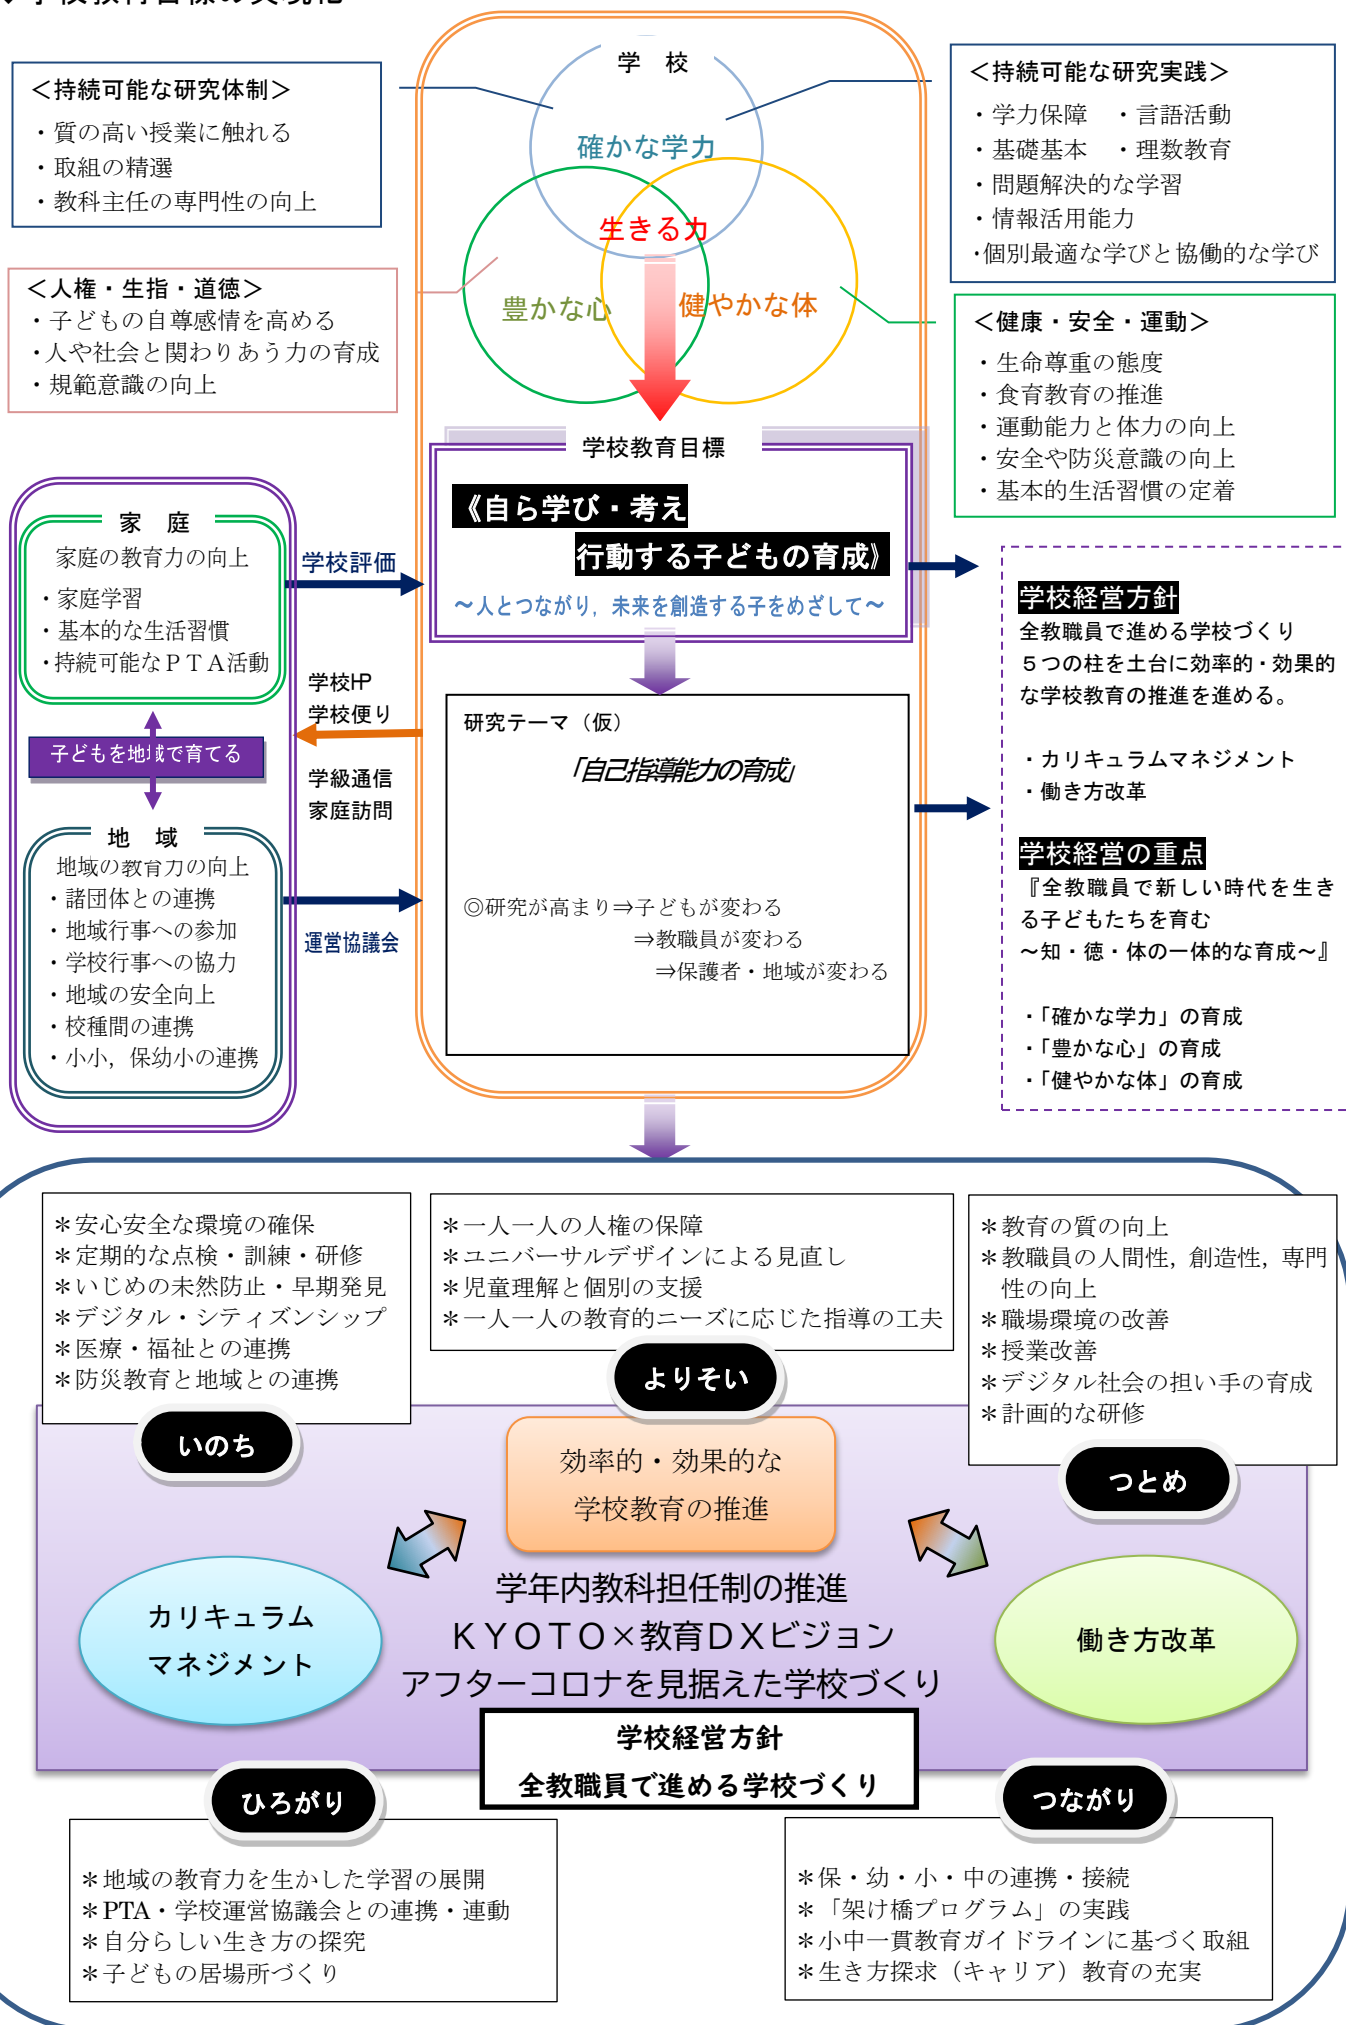 学校教育目標の具現化
学　校
＜持続可能な研究体制＞
・質の高い授業に触れる
・取組の精選
・教科主任の専門性の向上
＜持続可能な研究実践＞
・学力保障　・言語活動
・基礎基本　・理数教育
・問題解決的な学習
・情報活用能力
・個別最適な学びと協働的な学び
確かな学力
生きる力
豊かな心
健やかな体
＜人権・生指・道徳＞
・子どもの自尊感情を高める
・人や社会と関わりあう力の育成
・規範意識の向上
＜健康・安全・運動＞
・生命尊重の態度
・食育教育の推進
・運動能力と体力の向上
・安全や防災意識の向上
・基本的生活習慣の定着
学校教育目標
《自ら学び・考え
行動する子どもの育成》
～人とつながり，未来を創造する子をめざして～
家　庭
家庭の教育力の向上
・家庭学習
・基本的な生活習慣
・持続可能なＰＴＡ活動
学校評価
学校HP
学校便り
学級通信
家庭訪問
子どもを地域で育てる
地　域
地域の教育力の向上
・諸団体との連携
・地域行事への参加
・学校行事への協力
・地域の安全向上
・校種間の連携
・小小，保幼小の連携
運営協議会
研究テーマ（仮）
「自己指導能力の育成」
◎研究が高まり⇒子どもが変わる
⇒教職員が変わる
⇒保護者・地域が変わる
学校経営方針
全教職員で進める学校づくり
５つの柱を土台に効率的・効果的
な学校教育の推進を進める。
・カリキュラムマネジメント
・働き方改革
学校経営の重点
『全教職員で新しい時代を生き
る子どもたちを育む
～知・徳・体の一体的な育成～』
・「確かな学力」の育成
・「豊かな心」の育成
・「健やかな体」の育成
＊安心安全な環境の確保
＊定期的な点検・訓練・研修
＊いじめの未然防止・早期発見
＊デジタル・シティズンシップ
＊医療・福祉との連携
＊防災教育と地域との連携
いのち
＊一人一人の人権の保障
＊ユニバーサルデザインによる見直し
＊児童理解と個別の支援
＊一人一人の教育的ニーズに応じた指導の工夫
よりそい
＊教育の質の向上
＊教職員の人間性，創造性，専門
性の向上
＊職場環境の改善
＊授業改善
＊デジタル社会の担い手の育成
＊計画的な研修
つとめ
効率的・効果的な
学校教育の推進
カリキュラム
マネジメント
学年内教科担任制の推進
ＫＹＯＴＯ×教育ＤＸビジョン
アフターコロナを見据えた学校づくり
働き方改革
学校経営方針
全教職員で進める学校づくり
ひろがり
＊地域の教育力を生かした学習の展開
＊PTA・学校運営協議会との連携・連動
＊自分らしい生き方の探究
＊子どもの居場所づくり
つながり
＊保・幼・小・中の連携・接続
＊「架け橋プログラム」の実践
＊小中一貫教育ガイドラインに基づく取組
＊生き方探求（キャリア）教育の充実